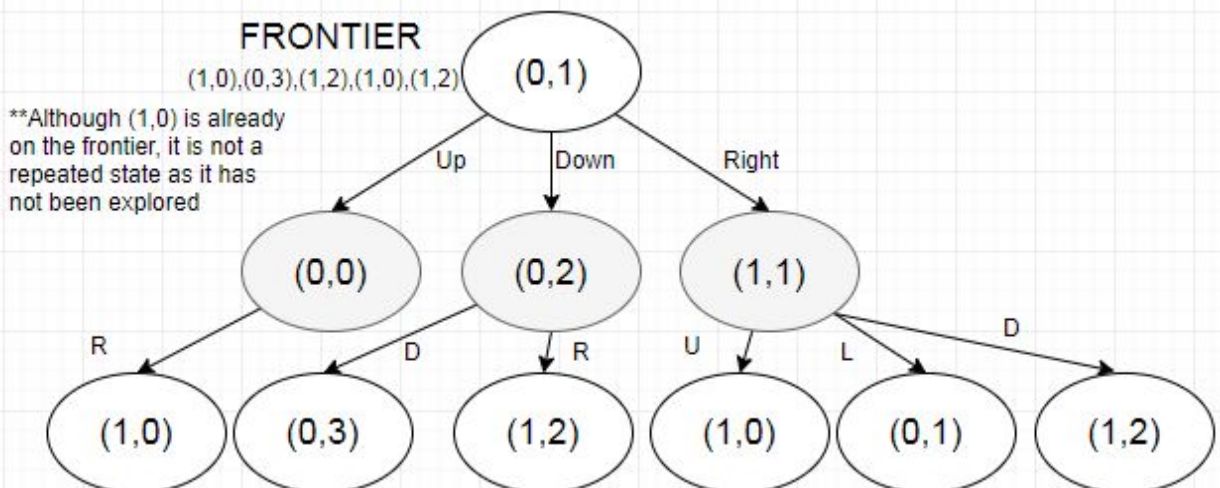 FRONTIER
(1,0),(0,3),(1,2),(1,0),(1,2)
**Although (1,0) is already
on the frontier, it is not a
repeated state as it has
not been explored
(0,1)
Up
Down
Right
(0,0)
(0,2)
(1,1)
R
D
R
U
L
D
(1,0)
(0,3)
(1,2)
(1,0)
(0,1)
(1,2)